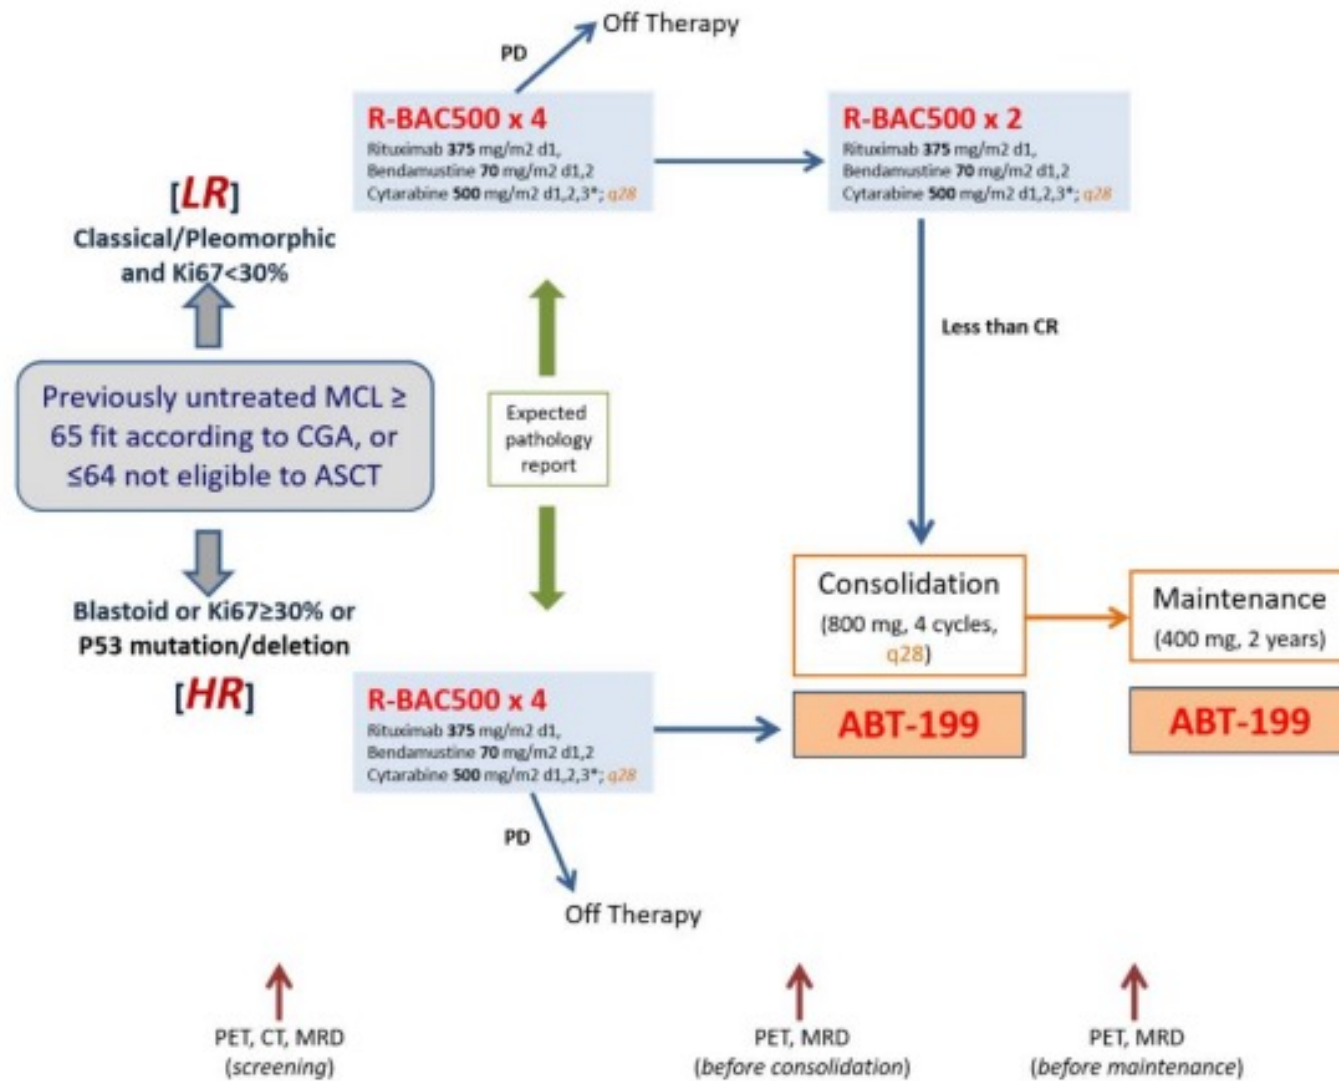 Off Therapy
PD
R-BAC500 x 4
Rituximab 375 mg/m2 d1,
Bendamustine 70 mg/m2 d1,2
Cytarabine 500 mg/m2 d1,2,3*; q28
R-BAC500 x 2
Rituximab 375 mg/m2 d1,
Bendamustine 70 mg/m2 d1,2
Cytarabine 500 mg/m2 d1,2,3*; q28
[LR]
Classical/Pleomorphic
and Ki67<30%
Less than CR
Previously untreated MCL ≥
65 fit according to CGA, or
≤64 not eligible to ASCT
Expected
pathology
report
Blastoid or Ki67≥30% or
P53 mutation/deletion
[HR]
Consolidation
(800 mg, 4 cycles,
q28)
Maintenance
(400 mg, 2 years)
R-BAC500 x 4
Rituximab 375 mg/m2 d1,
Bendamustine 70 mg/m2 d1,2
Cytarabine 500 mg/m2 d1,2,3*; q28
ABT-199
ABT-199
PD
Off Therapy
PET, CT, MRD
(screening)
PET, MRD
(before consolidation)
PET, MRD
(before maintenance)